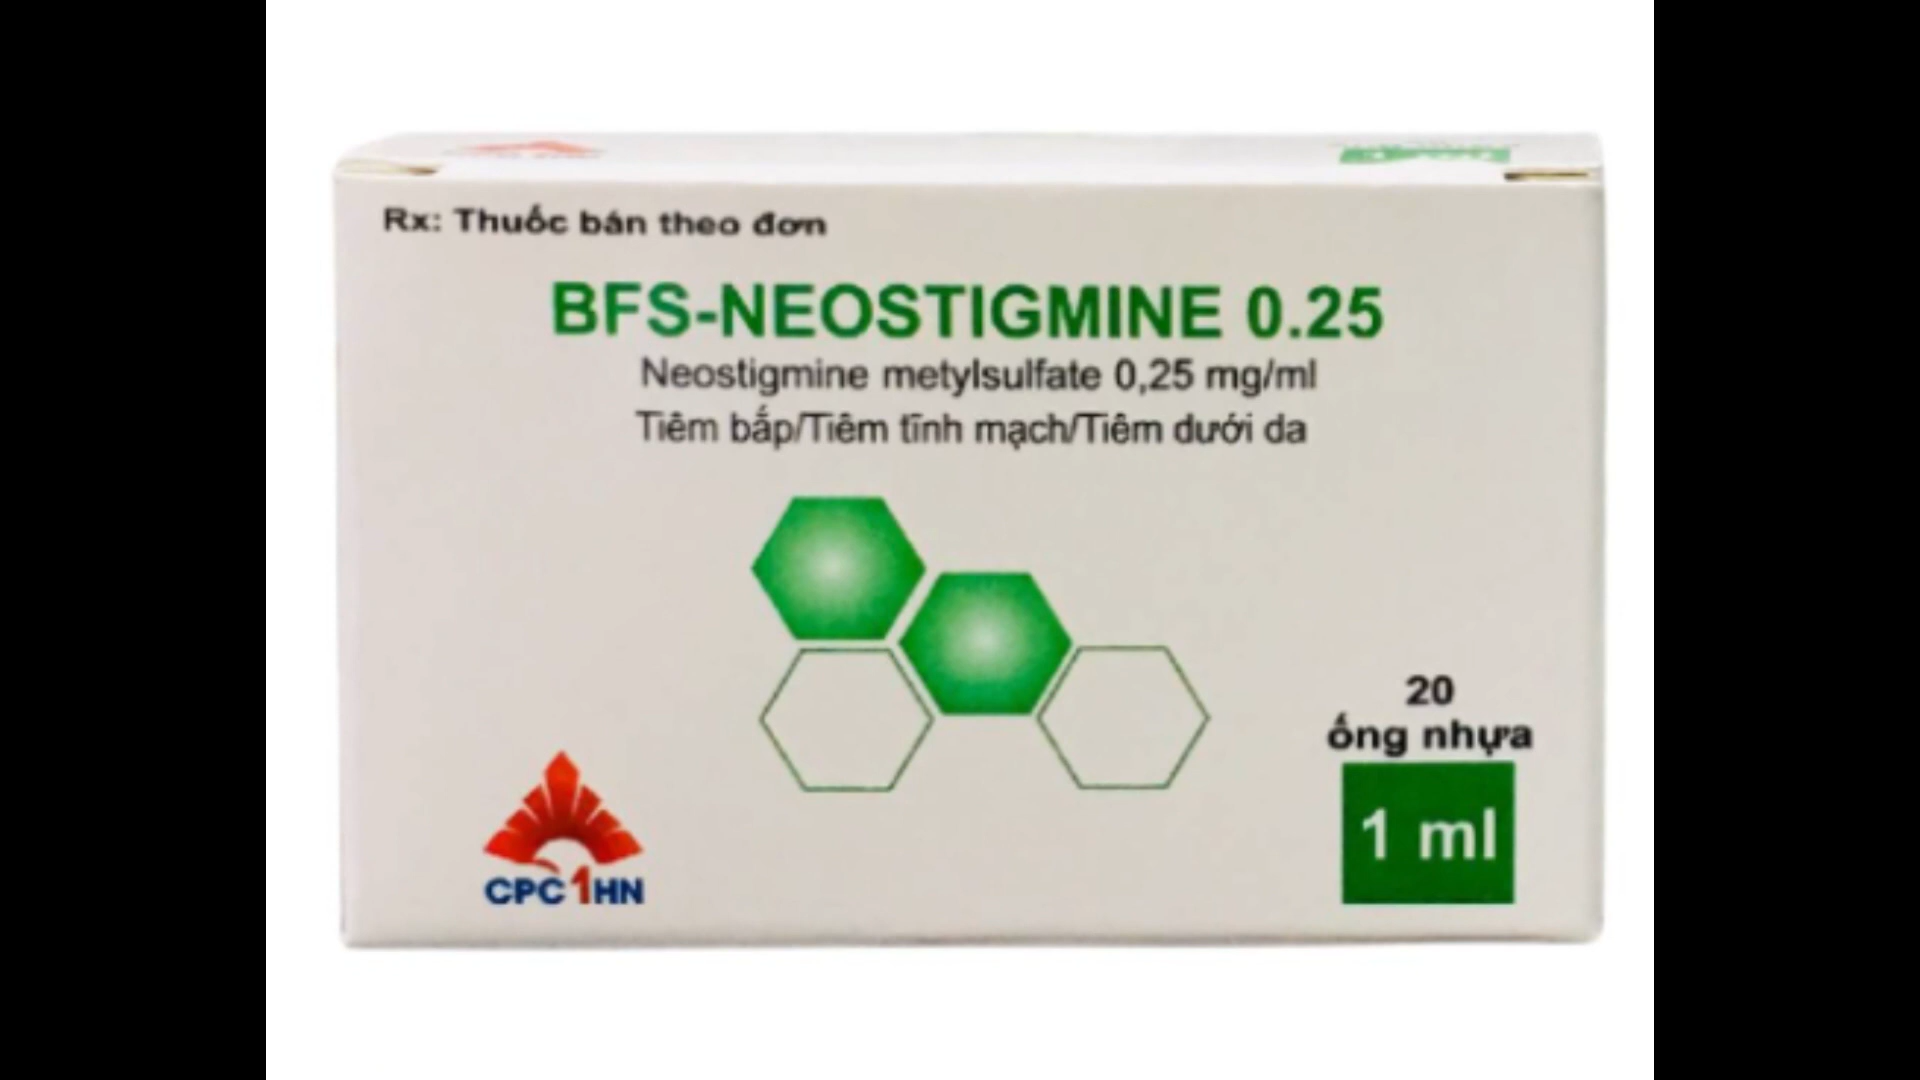 Rx: Thuốc bán theo đơn
BFS-NEOSTIGMINE 0.25
Neostigmine metylsulfate 0,25 mg/ml
Tiêm bắp/Tiêm tĩnh mạch/Tiêm dưới da
20
ống nhựa
1 ml
CPC1HN